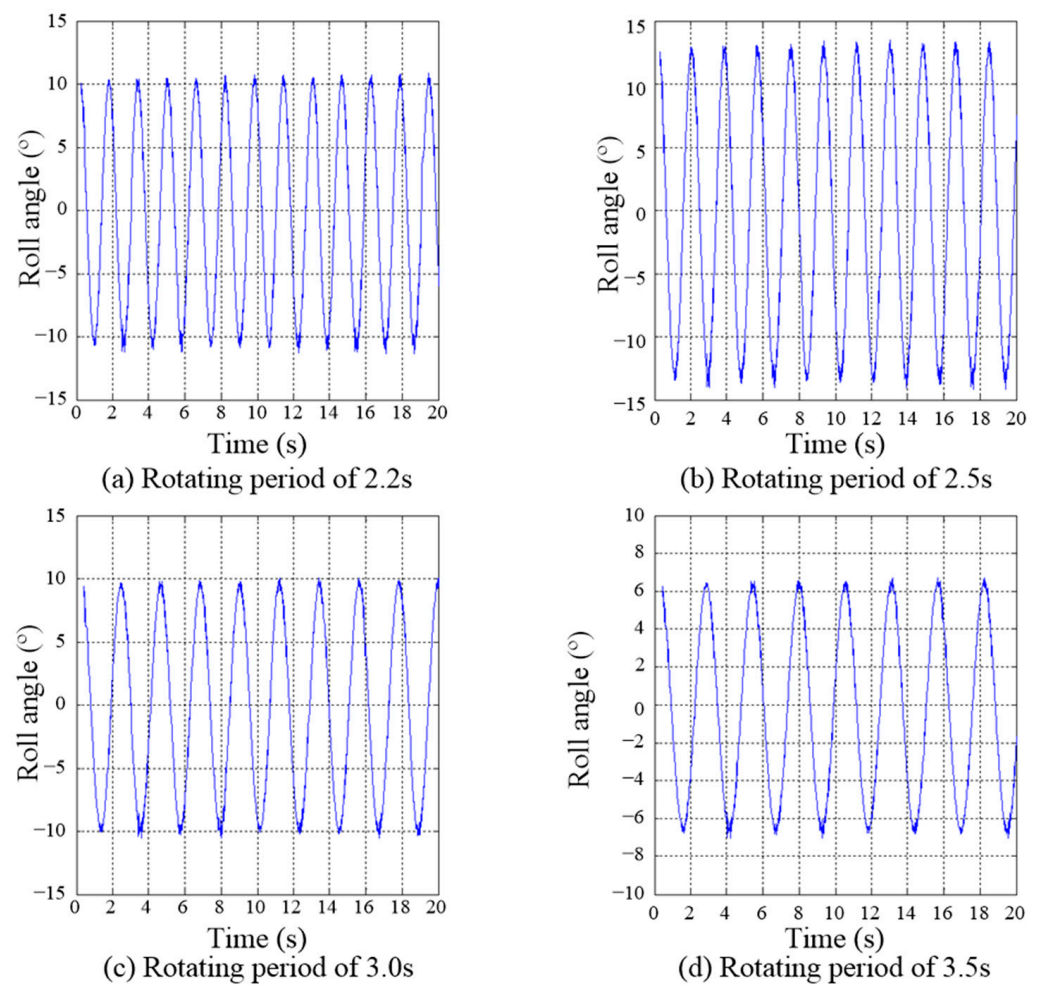 15
10
5
0
−5
−10
−15
Roll angle (°)
0 2 4 6 8 10 12 14 16 18 20
Time (s)
(a) Rotating period of 2.2s
15
10
5
0
−5
−10
−15
Roll angle (°)
0 2 4 6 8 10 12 14 16 18 20
Time (s)
(b) Rotating period of 2.5s
15
10
5
0
−5
−10
−15
Roll angle (°)
0 2 4 6 8 10 12 14 16 18 20
Time (s)
(c) Rotating period of 3.0s
10
8
6
4
2
0
−2
−4
−6
−8
−10
Roll angle (°)
0 2 4 6 8 10 12 14 16 18 20
Time (s)
(d) Rotating period of 3.5s